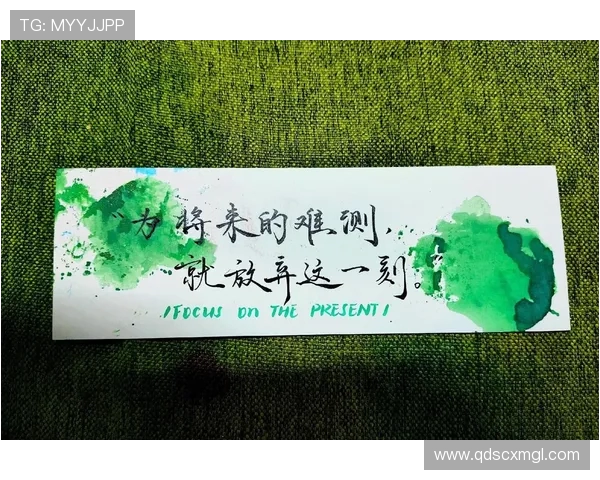 TG: MYYJJPP
“为将来的难测，
就放弃这一刻。”
/FOCUS ON THE PRESENT/
www.qdscxmgl.com